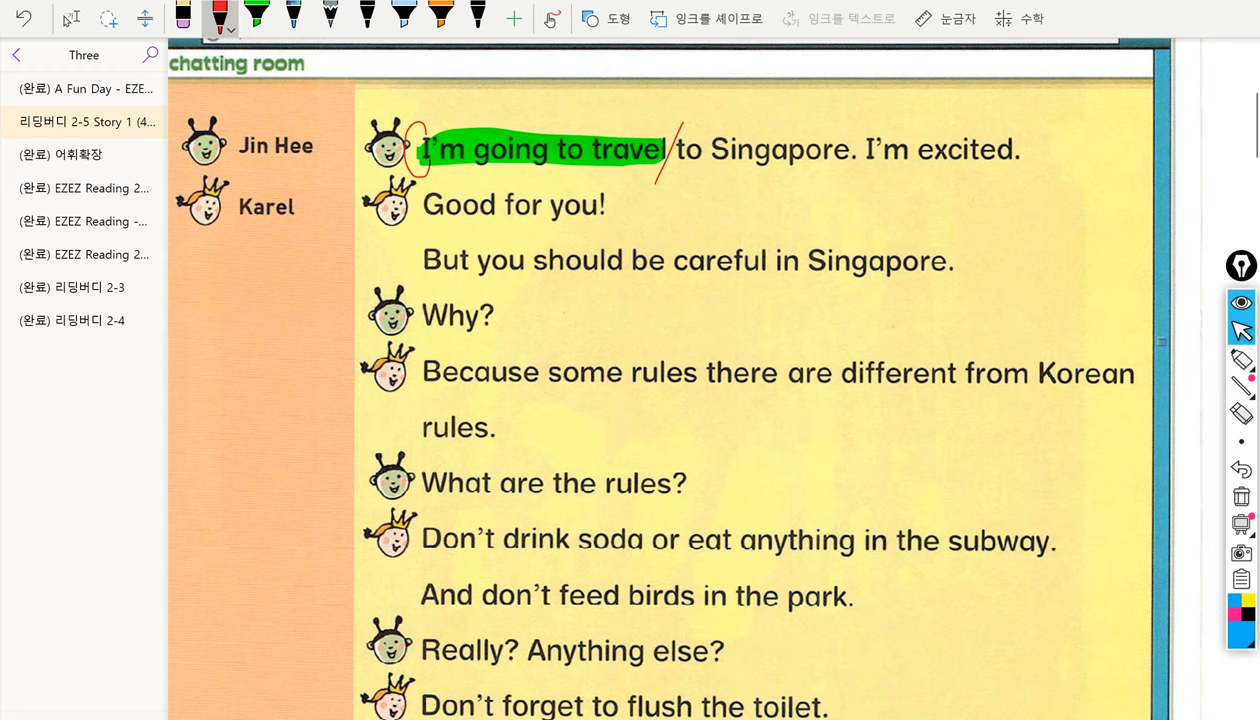 도형
잉크를 셰이프로
잉크를 텍스트로
눈금자
수학
Three
(완료) A Fun Day - EZE...
리딩버디 2-5 Story 1 (4...
(완료) 어휘확장
(완료) EZEZ Reading 2...
(완료) EZEZ Reading -...
(완료) EZEZ Reading 2...
(완료) 리딩버디 2-3
(완료) 리딩버디 2-4
chatting room
Jin Hee
Karel
I'm going to travel to Singapore. I'm excited.
Good for you!
But you should be careful in Singapore.
Why?
Because some rules there are different from Korean
rules.
What are the rules?
Don't drink soda or eat anything in the subway.
And don't feed birds in the park.
Really? Anything else?
Don't forget to flush the toilet.